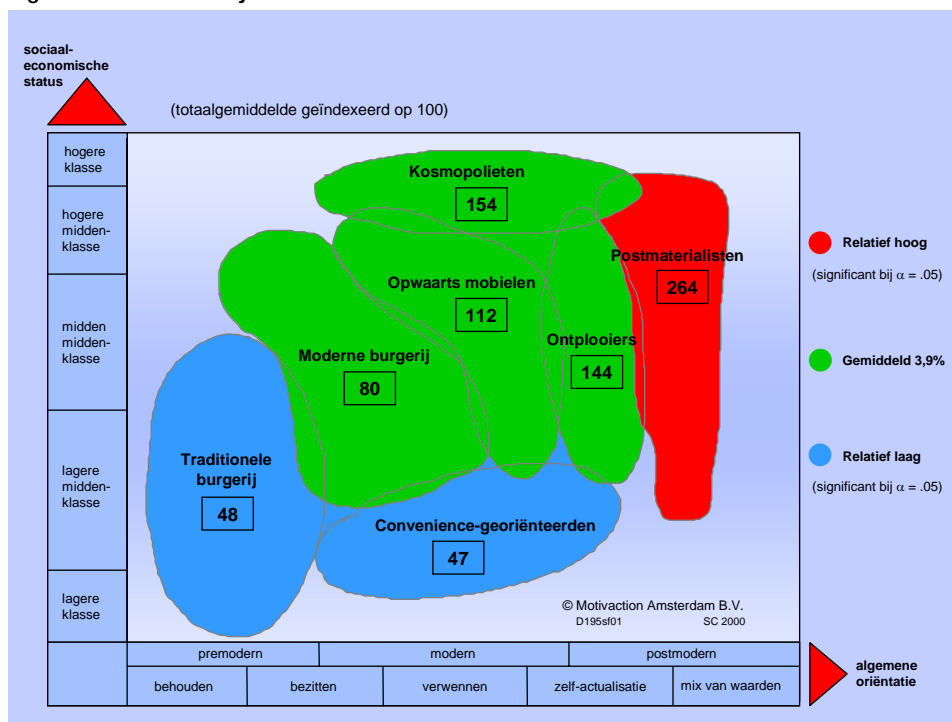 sociaal-
economische
status
(totaalgemiddelde geïndexeerd op 100)
hogere
klasse
hogere
midden-
klasse
midden
midden-
klasse
lagere
midden-
klasse
lagere
klasse
Kosmopolieten
154
Postmaterialisten
264
Opwaarts mobielen
112
Ontplooiers
144
Moderne burgerij
80
Traditionele
burgerij
48
Convenience-georiënteerden
47
© Motivaction Amsterdam B.V.
D195sf01 SC 2000
Relatief hoog
(significant bij α = .05)
Gemiddeld 3,9%
Relatief laag
(significant bij α = .05)
premodern modern postmodern
behouden bezitten verwennen zelf-actualisatie mix van waarden
algemene
oriëntatie